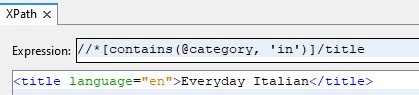 XPath ×
Expression: //*[contains(@category, 'in')]/title
<title language="en">Everyday Italian</title>